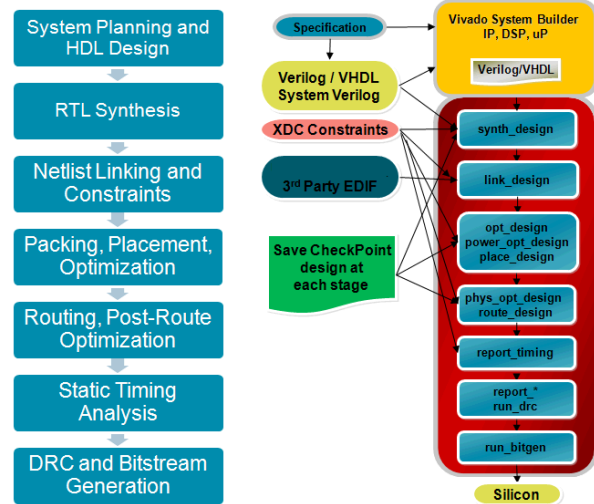 System Planning and
HDL Design
RTL Synthesis
Netlist Linking and
Constraints
Packing, Placement,
Optimization
Routing, Post-Route
Optimization
Static Timing
Analysis
DRC and Bitstream
Generation
Specification
Verilog / VHDL
System Verilog
XDC Constraints
3rd Party EDIF
Save CheckPoint
design at
each stage
Vivado System Builder
IP, DSP, uP
Verilog/VHDL
synth_design
link_design
opt_design
power_opt_design
place_design
phys_opt_design
route_design
report_timing
report_*
run_drc
run_bitgen
Silicon